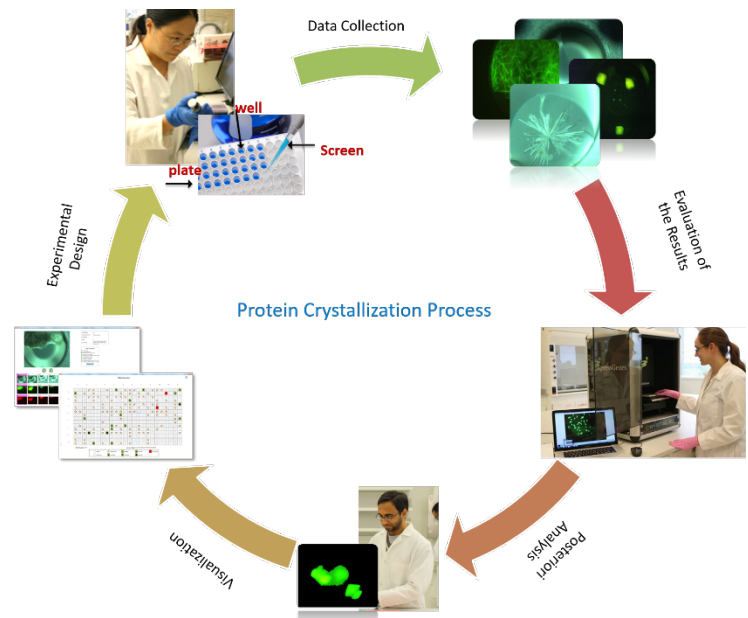 Data Collection
well
Screen
plate
Evaluation of
the Results
Experimental
Design
Protein Crystallization Process
Posteriori
Analysis
Visualization